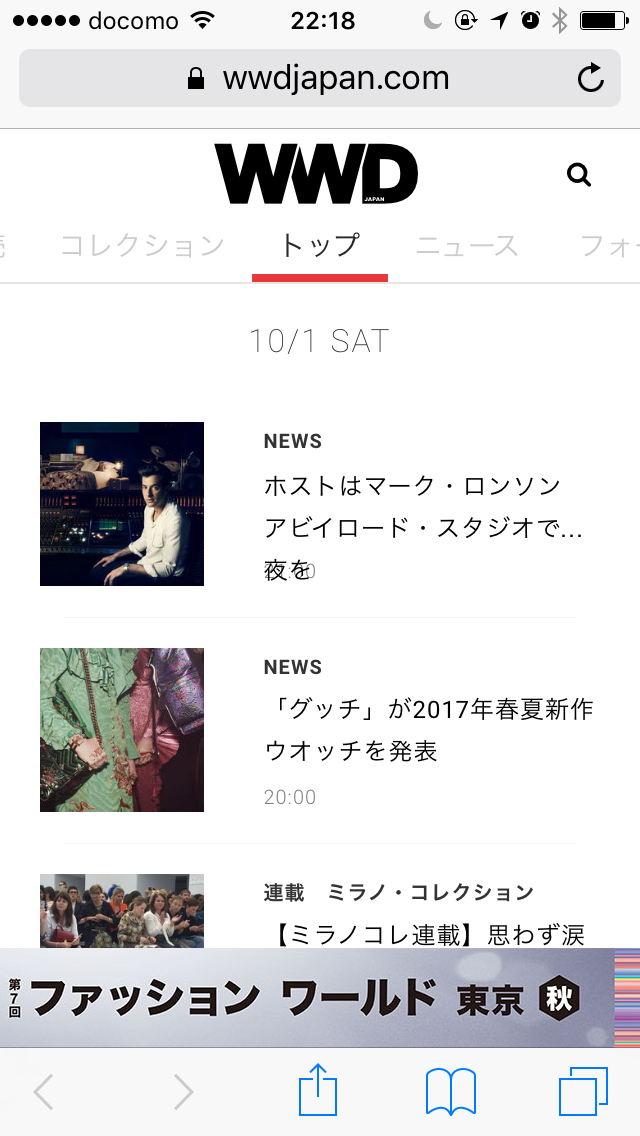 docomo 22:18
wwdjapan.com
WWD
JAPAN
コレクション トップ ニュース フォー
10/1 SAT
NEWS
ホストはマーク・ロンソン
アビイロード・スタジオで…
夜を
NEWS
「グッチ」が2017年春夏新作
ウオッチを発表
20:00
連載 ミラノ・コレクション
【ミラノコレ連載】思わず涙
第7回 ファッション ワールド 東京 秋